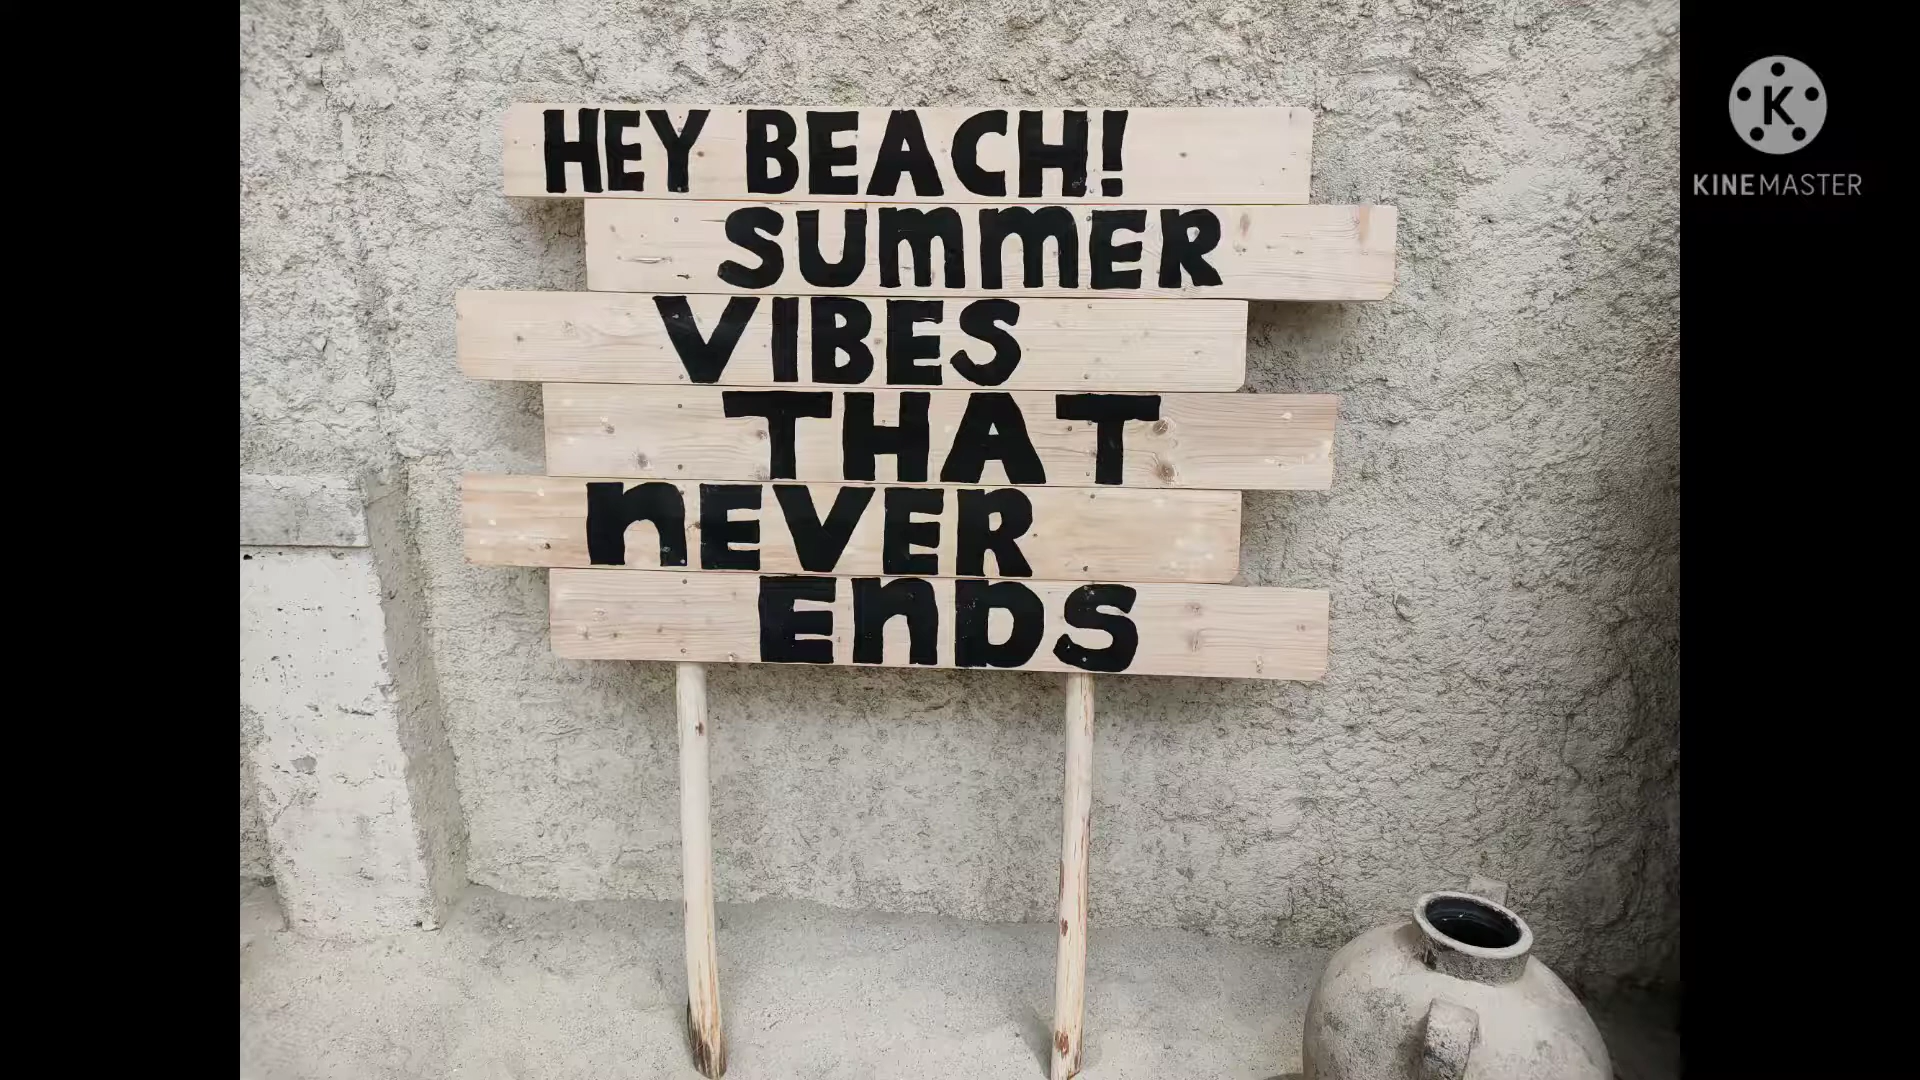 HEY BEACH!
SUMMER
VIBES
THAT
nEVER
EnDS
KINEMASTER